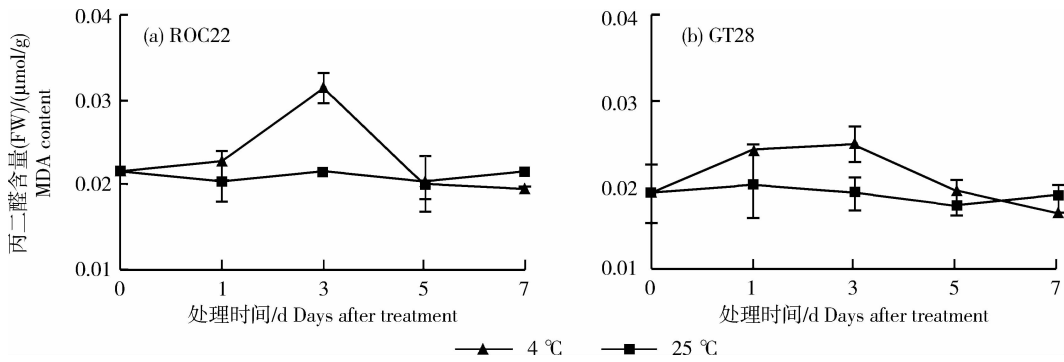 丙二醛含量(FW)/(μmol/g)
MDA content
0.04
0.03
0.02
0.01
(a) ROC22
0 1 3 5 7
处理时间/d Days after treatment
0.04
0.03
0.02
0.01
(b) GT28
0 1 3 5 7
处理时间/d Days after treatment
4 ℃ 25 ℃